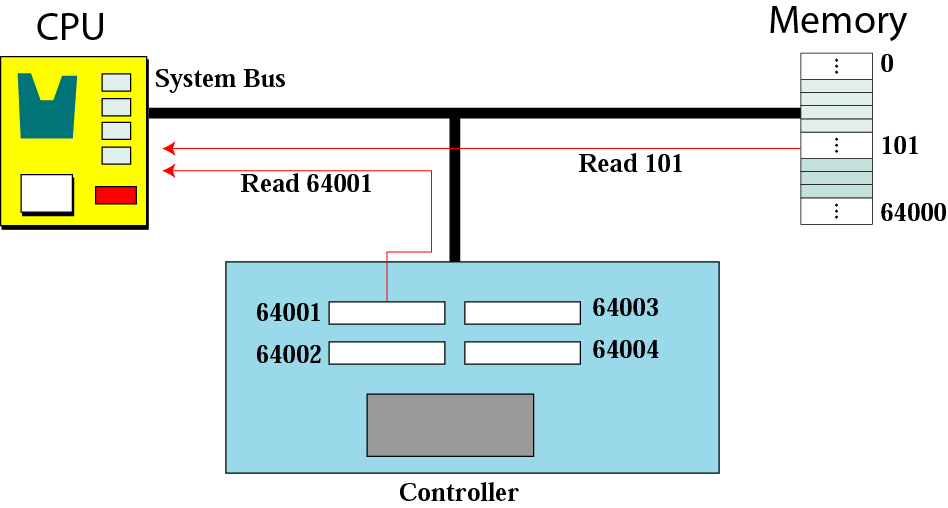 CPU
Memory
System Bus
0
101
64000
Read 101
Read 64001
64001
64003
64002
64004
Controller